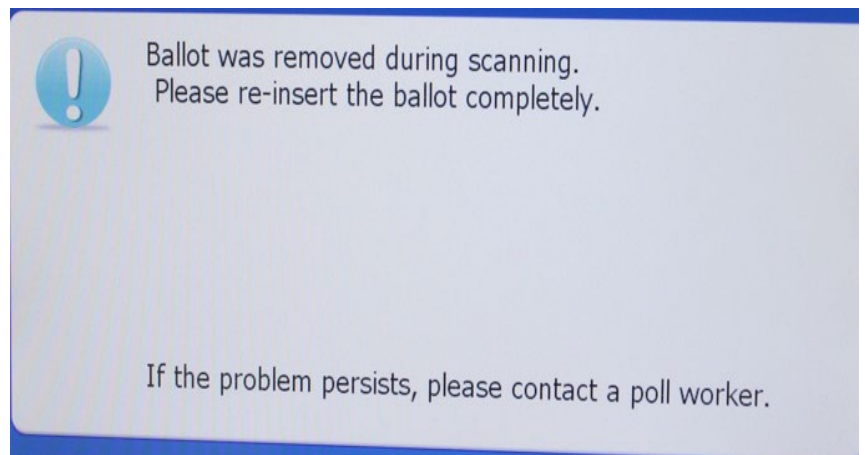 Ballot was removed during scanning.
Please re-insert the ballot completely.
If the problem persists, please contact a poll worker.